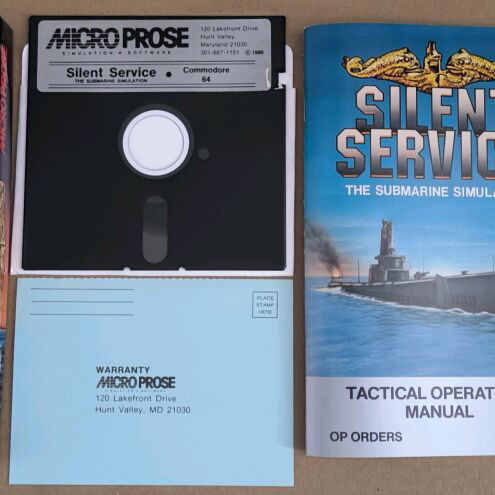 MICRO PROSE
SIMULATION • SOFTWARE
120 Lakefront Drive
Hunt Valley,
Maryland 21030
301-667-1151 © 1985
Silent Service • Commodore
THE SUBMARINE SIMULATION 64
PLACE
STAMP
HERE
WARRANTY
MICRO PROSE
SIMULATION • SOFTWARE
120 Lakefront Drive
Hunt Valley, MD 21030
SILENT
SERVIC
THE SUBMARINE SIMULA
TACTICAL OPERAT
MANUAL
OP ORDERS